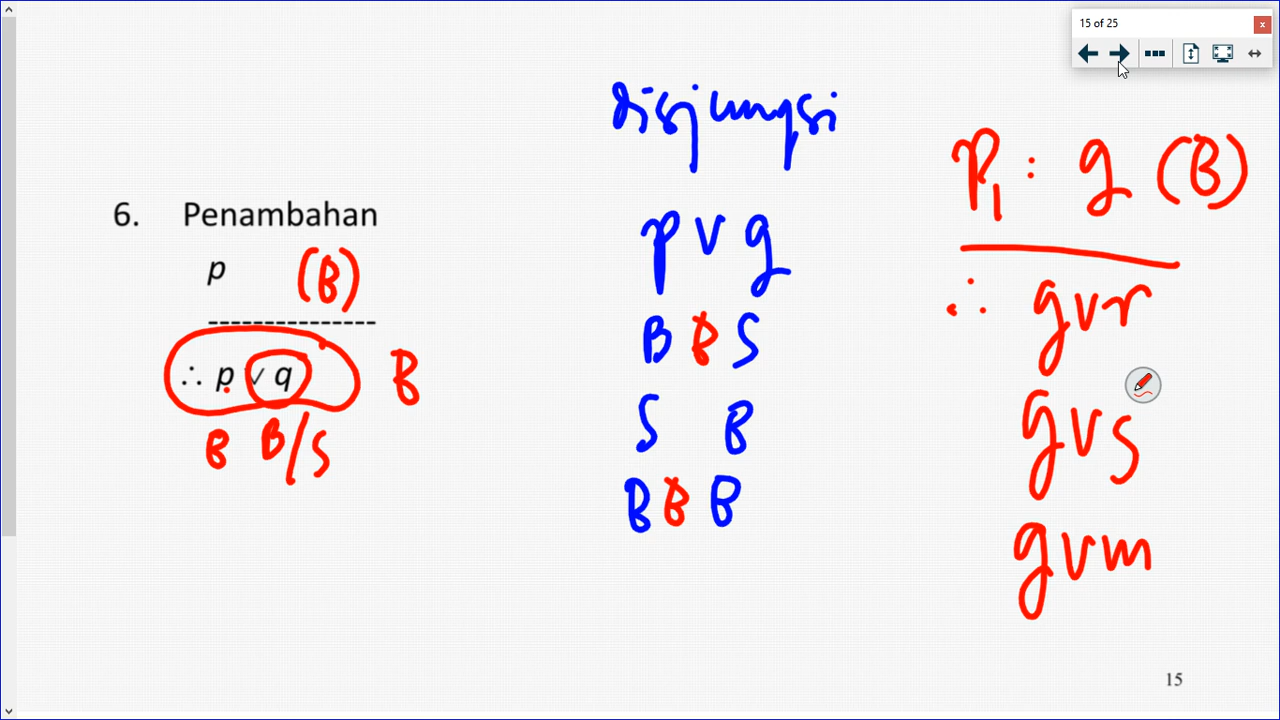 15 of 25
disjungsi
6. Penambahan
p (B)
---------------
∴ p ∨ q B
B B/S
p v q
B B S
S B
B B B
P₁ : q (B)
∴ q v r
q v s
q v m
15